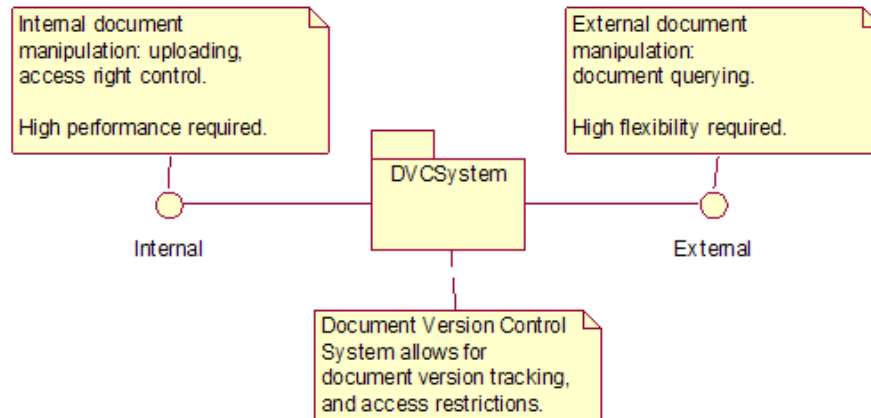 Internal document
manipulation: uploading,
access right control.
High performance required.
External document
manipulation:
document querying.
High flexibility required.
DVCSystem
Internal
External
Document Version Control
System allows for
document version tracking,
and access restrictions.